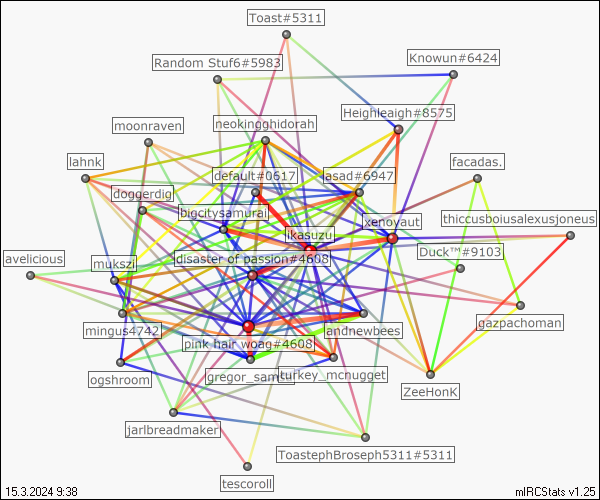 Toast#5311
Random Stuf6#5983
Knowun#6424
Heighleaigh#8575
neokingghidorah
moonraven
lahnk
facadas.
default#0617
jasad#6947
doggerdig
bigcitysamurai
xenoyaut
thiccusboiusalexusjoneus
ikasuzu
Duck™#9103
avelicious
mukszi
disaster of passion#4608
mingus4742
andnewbees
gazpachoman
pink hair woag#4608
ogshroom
gregor_samsa
turkey_mcnugget
ZeeHonK
jarlbreadmaker
ToastephBroseph5311#5311
tescoroll
15.3.2024 9:38
mIRCStats v1.25